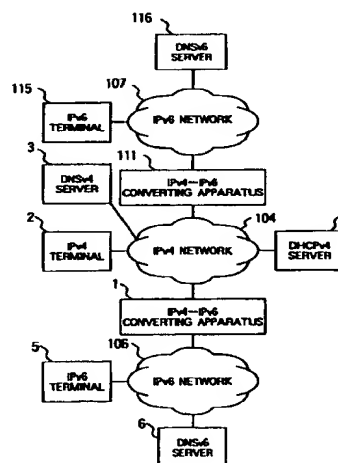 116
DNSv6
SERVER
107
115
IPv6
TERMINAL
IPv6 NETWORK
3
111
DNSv4
SERVER
IPv4-IPv6
CONVERTING APPARATUS
104
2
IPv4
TERMINAL
IPv4 NETWORK
DHCPv4
SERVER
1
IPv4-IPv6
CONVERTING APPARATUS
106
5
IPv6
TERMINAL
IPv6 NETWORK
6
DNSv6
SERVER